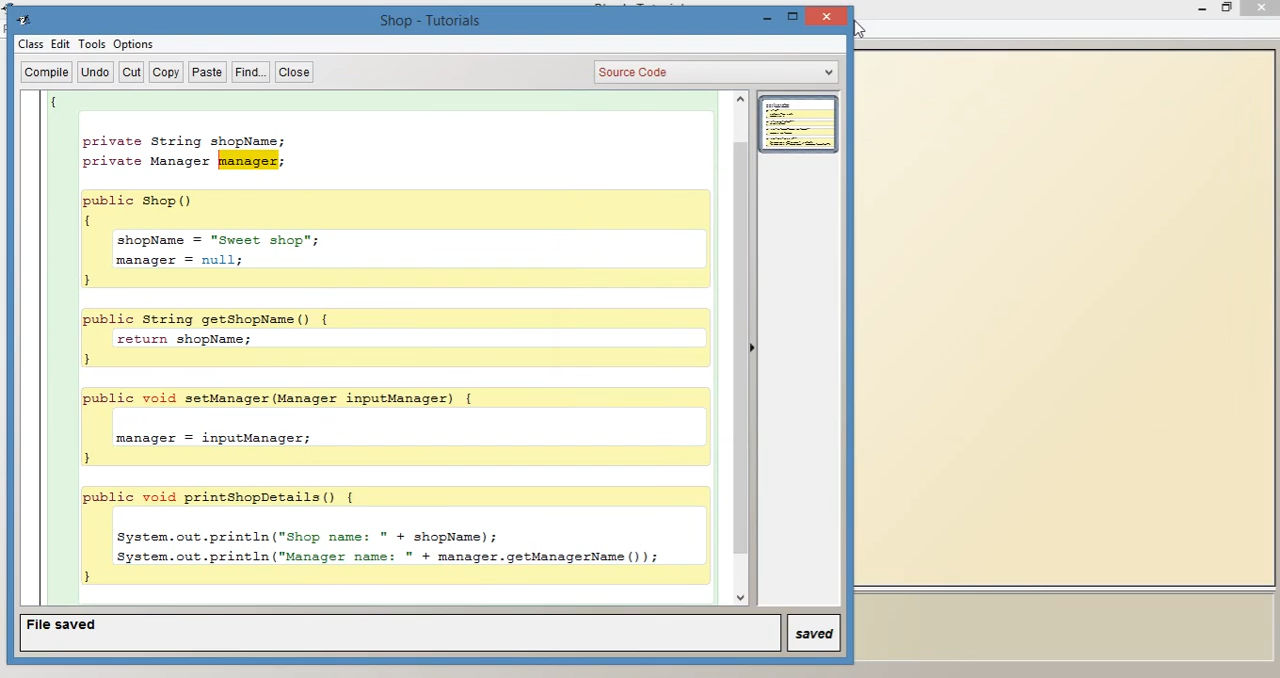 Shop - Tutorials
Class Edit Tools Options
Compile Undo Cut Copy Paste Find... Close Source Code
{
private String shopName;
private Manager manager;
public Shop()
{
shopName = "Sweet shop";
manager = null;
}
public String getShopName() {
return shopName;
}
public void setManager(Manager inputManager) {
manager = inputManager;
}
public void printShopDetails() {
System.out.println("Shop name: " + shopName);
System.out.println("Manager name: " + manager.getManagerName());
}
File saved
saved